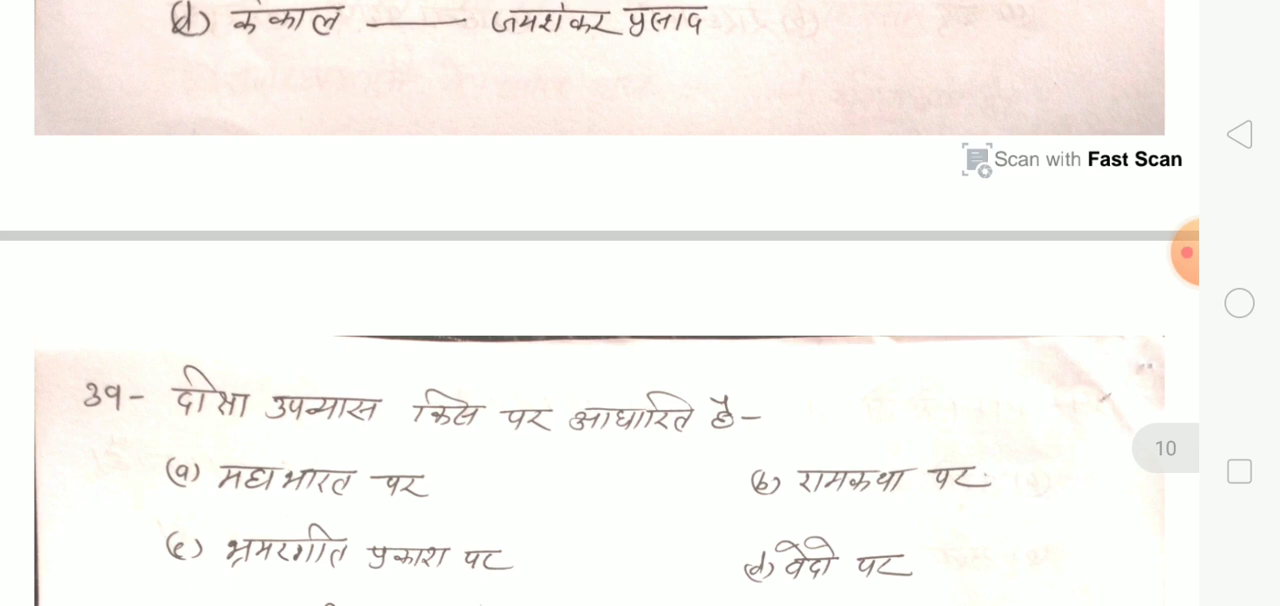 (d) कंकाल —— जयशंकर प्रसाद
Scan with Fast Scan
39- दीक्षा उपन्यास किस पर आधारित है-
10
(a) महाभारत पर (b) रामकथा पर
(c) भ्रमरगीत प्रकाश पर (d) वेदो पर